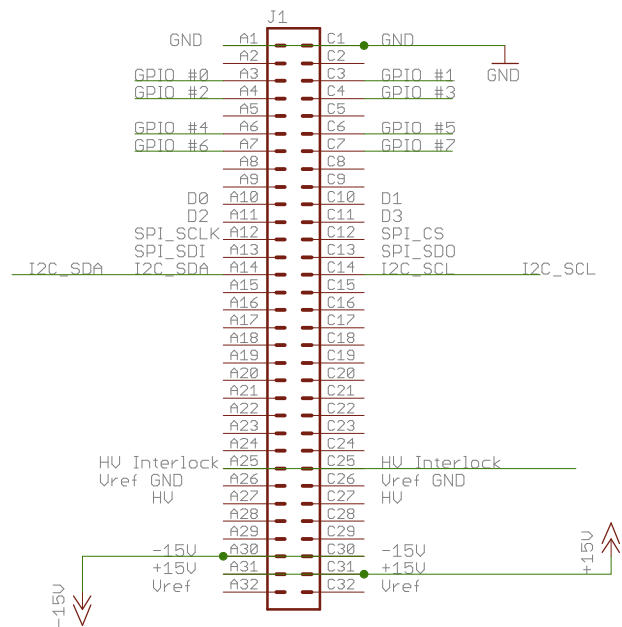 J1
GND A1 C1 GND
A2 C2 GND
GPIO #0 A3 C3 GPIO #1
GPIO #2 A4 C4 GPIO #3
A5 C5
GPIO #4 A6 C6 GPIO #5
GPIO #6 A7 C7 GPIO #7
A8 C8
A9 C9
D0 A10 C10 D1
D2 A11 C11 D3
SPI_SCLK A12 C12 SPI_CS
SPI_SDI A13 C13 SPI_SDO
I2C_SDA I2C_SDA A14 C14 I2C_SCL I2C_SCL
A15 C15
A16 C16
A17 C17
A18 C18
A19 C19
A20 C20
A21 C21
A22 C22
A23 C23
A24 C24
HV Interlock A25 C25 HV Interlock
Vref GND A26 C26 Vref GND
HV A27 C27 HV
A28 C28
A29 C29
-15V A30 C30 -15V
+15V A31 C31 +15V +15V
-15V Vref A32 C32 Vref